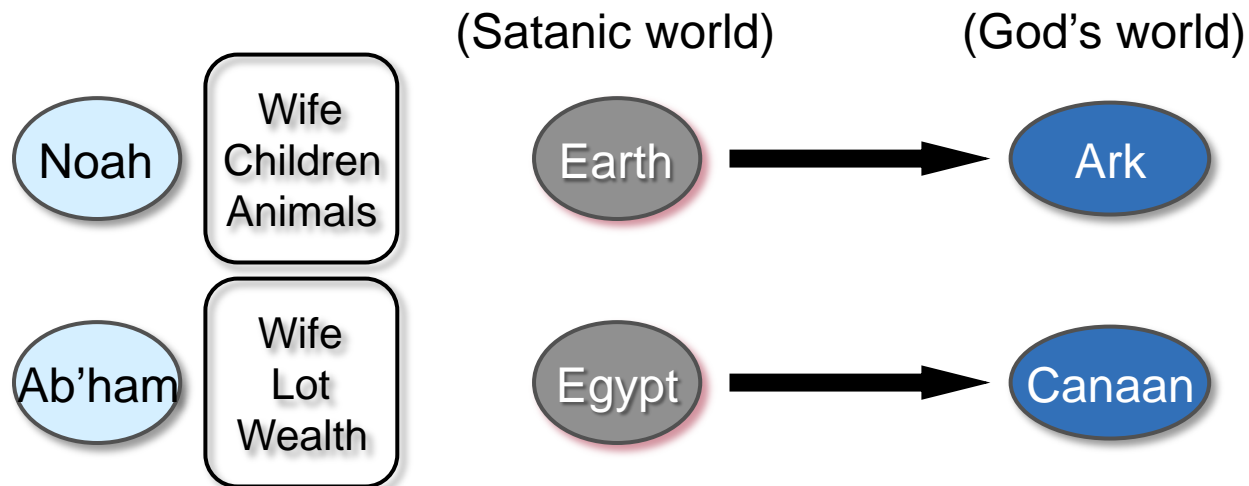 (Satanic world) (God’s world)
Noah
Wife
Children
Animals
Earth
Ark
Ab’ham
Wife
Lot
Wealth
Egypt
Canaan